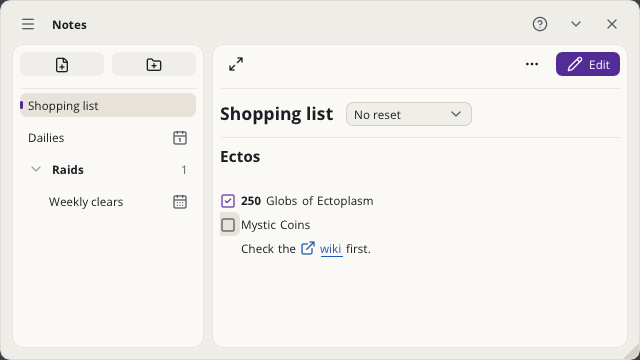 Notes
Edit
Shopping list
Dailies
Raids 1
Weekly clears
Shopping list
No reset
Ectos
250 Globs of Ectoplasm
Mystic Coins
Check the wiki first.